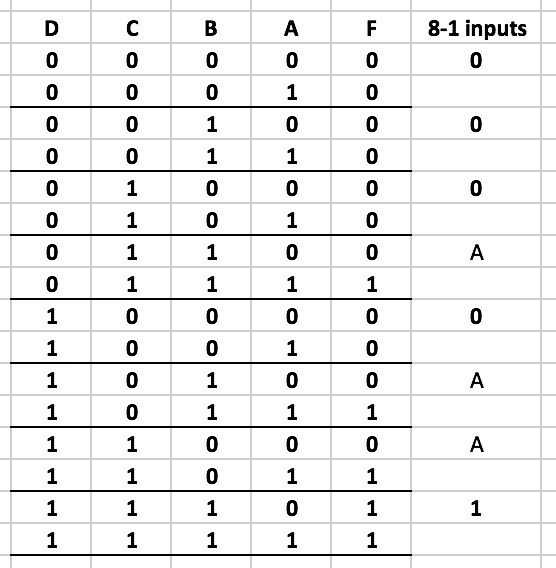 D C B A F 8-1 inputs
0 0 0 0 0 0
0 0 0 1 0
0 0 1 0 0 0
0 0 1 1 0
0 1 0 0 0 0
0 1 0 1 0
0 1 1 0 0 A
0 1 1 1 1
1 0 0 0 0 0
1 0 0 1 0
1 0 1 0 0 A
1 0 1 1 1
1 1 0 0 0 A
1 1 0 1 1
1 1 1 0 1 1
1 1 1 1 1